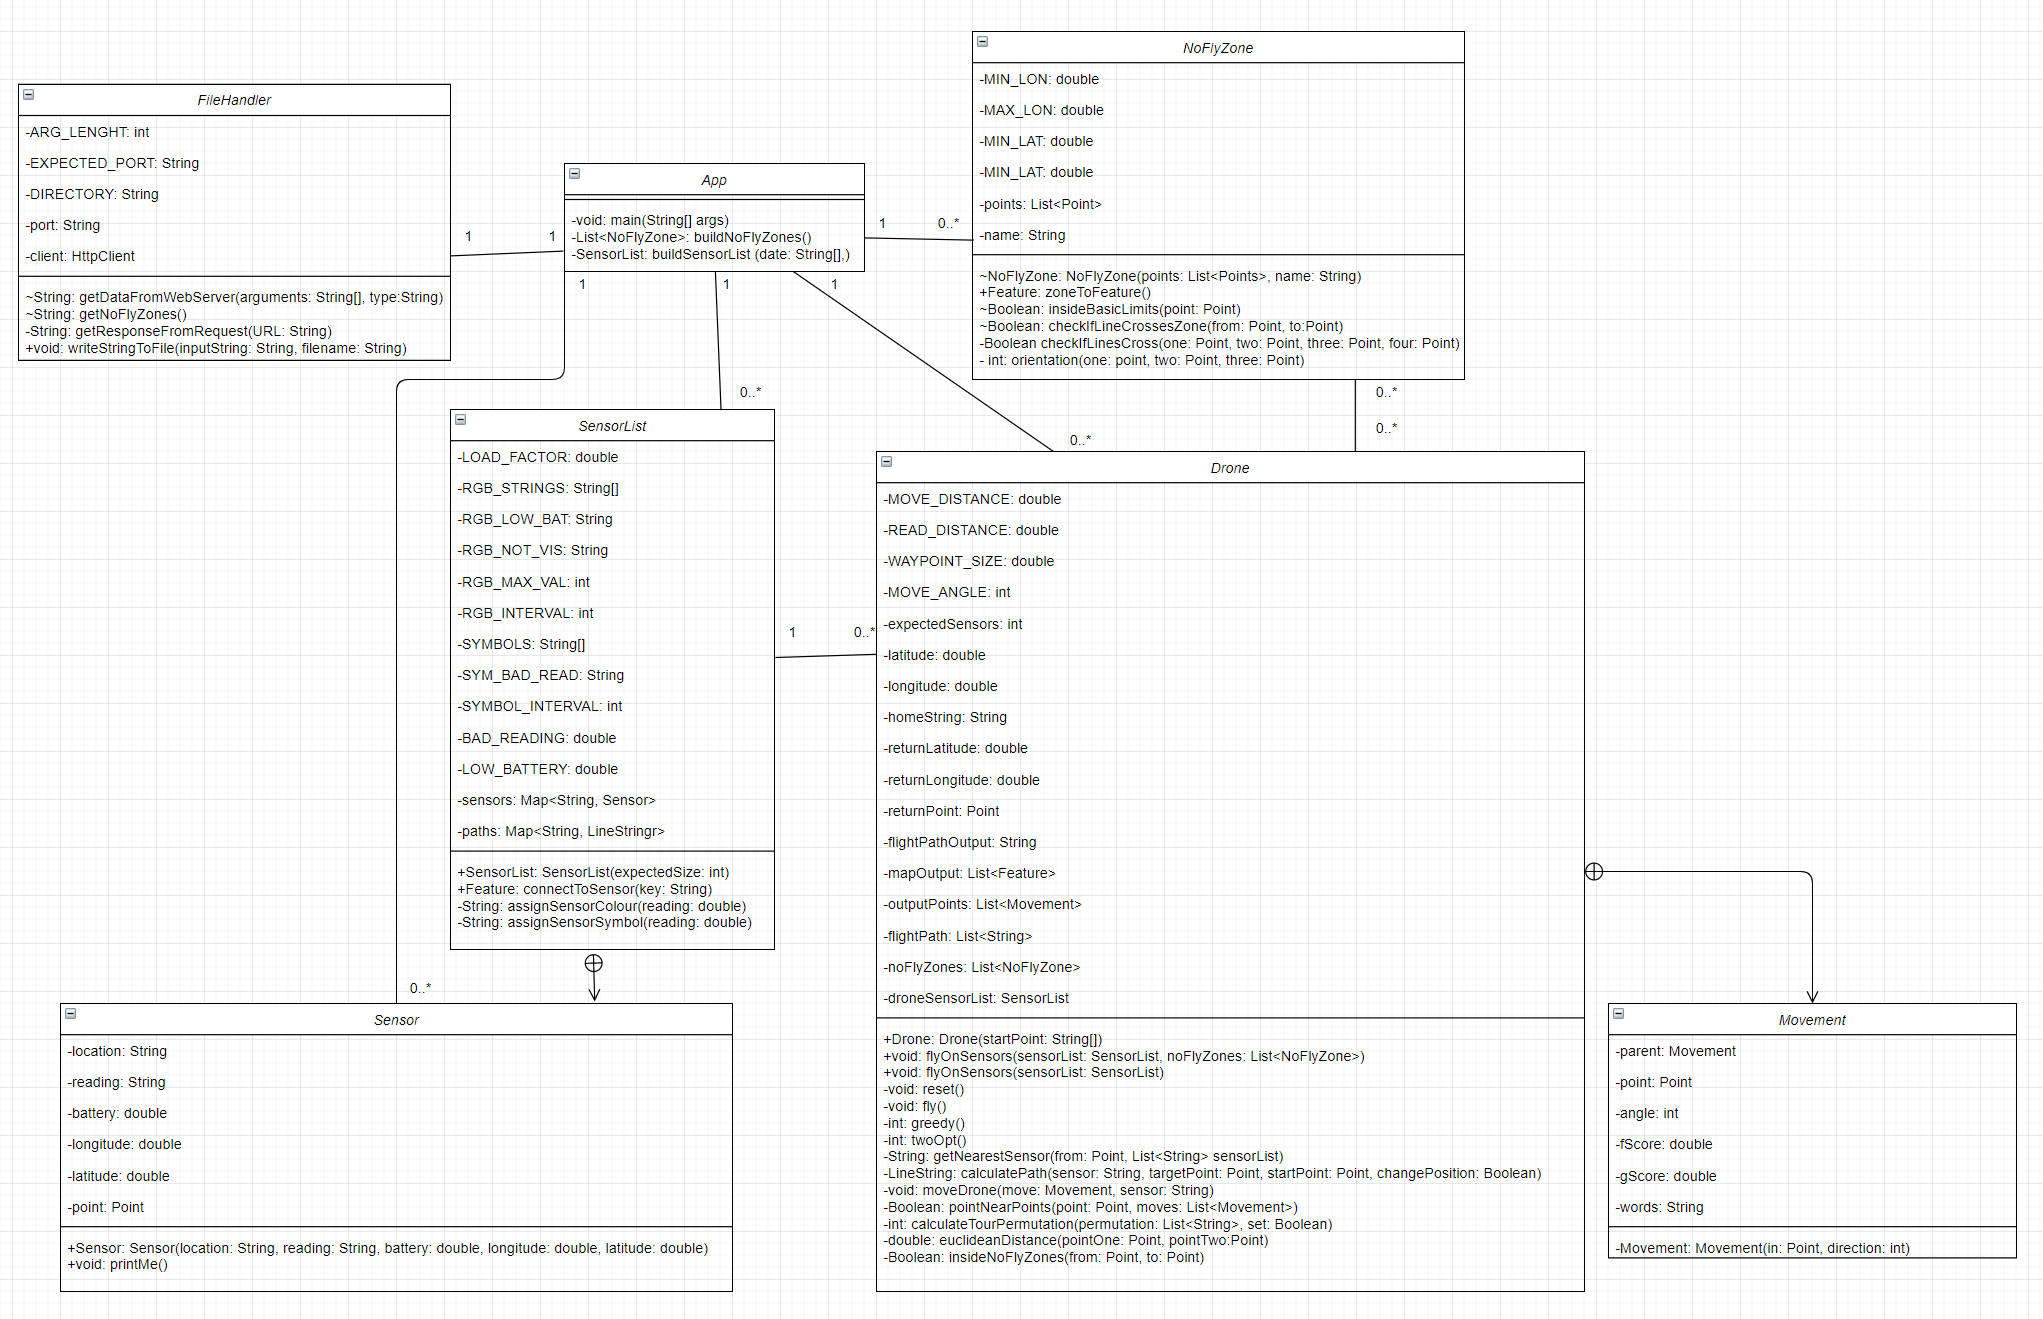 FileHandler
-ARG_LENGHT: int
-EXPECTED_PORT: String
-DIRECTORY: String
-port: String
-client: HttpClient
~String: getDataFromWebServer(arguments: String[], type:String)
~String: getNoFlyZones()
-String: getResponseFromRequest(URL: String)
+void: writeStringToFile(inputString: String, filename: String)
1
1
App
-void: main(String[] args)
-List<NoFlyZone>: buildNoFlyZones()
-SensorList: buildSensorList (date: String[],)
1
1
1
1
0..*
NoFlyZone
-MIN_LON: double
-MAX_LON: double
-MIN_LAT: double
-MIN_LAT: double
-points: List<Point>
-name: String
~NoFlyZone: NoFlyZone(points: List<Points>, name: String)
+Feature: zoneToFeature()
~Boolean: insideBasicLimits(point: Point)
~Boolean: checkIfLineCrossesZone(from: Point, to:Point)
-Boolean checkIfLinesCross(one: Point, two: Point, three: Point, four: Point)
- int: orientation(one: point, two: Point, three: Point)
0..*
0..*
0..*
0..*
SensorList
-LOAD_FACTOR: double
-RGB_STRINGS: String[]
-RGB_LOW_BAT: String
-RGB_NOT_VIS: String
-RGB_MAX_VAL: int
-RGB_INTERVAL: int
-SYMBOLS: String[]
-SYM_BAD_READ: String
-SYMBOL_INTERVAL: int
-BAD_READING: double
-LOW_BATTERY: double
-sensors: Map<String, Sensor>
-paths: Map<String, LineStringr>
+SensorList: SensorList(expectedSize: int)
+Feature: connectToSensor(key: String)
-String: assignSensorColour(reading: double)
-String: assignSensorSymbol(reading: double)
1
0..*
Drone
-MOVE_DISTANCE: double
-READ_DISTANCE: double
-WAYPOINT_SIZE: double
-MOVE_ANGLE: int
-expectedSensors: int
-latitude: double
-longitude: double
-homeString: String
-returnLatitude: double
-returnLongitude: double
-returnPoint: Point
-flightPathOutput: String
-mapOutput: List<Feature>
-outputPoints: List<Movement>
-flightPath: List<String>
-noFlyZones: List<NoFlyZone>
-droneSensorList: SensorList
+Drone: Drone(startPoint: String[])
+void: flyOnSensors(sensorList: SensorList, noFlyZones: List<NoFlyZone>)
+void: flyOnSensors(sensorList: SensorList)
-void: reset()
-void: fly()
-int: greedy()
-int: twoOpt()
-String: getNearestSensor(from: Point, List<String> sensorList)
-LineString: calculatePath(sensor: String, targetPoint: Point, startPoint: Point, changePosition: Boolean)
-void: moveDrone(move: Movement, sensor: String)
-Boolean: pointNearPoints(point: Point, moves: List<Movement>)
-int: calculateTourPermutation(permutation: List<String>, set: Boolean)
-double: euclideanDistance(pointOne: Point, pointTwo:Point)
-Boolean: insideNoFlyZones(from: Point, to: Point)
0..*
Sensor
-location: String
-reading: String
-battery: double
-longitude: double
-latitude: double
-point: Point
+Sensor: Sensor(location: String, reading: String, battery: double, longitude: double, latitude: double)
+void: printMe()
Movement
-parent: Movement
-point: Point
-angle: int
-fScore: double
-gScore: double
-words: String
-Movement: Movement(in: Point, direction: int)